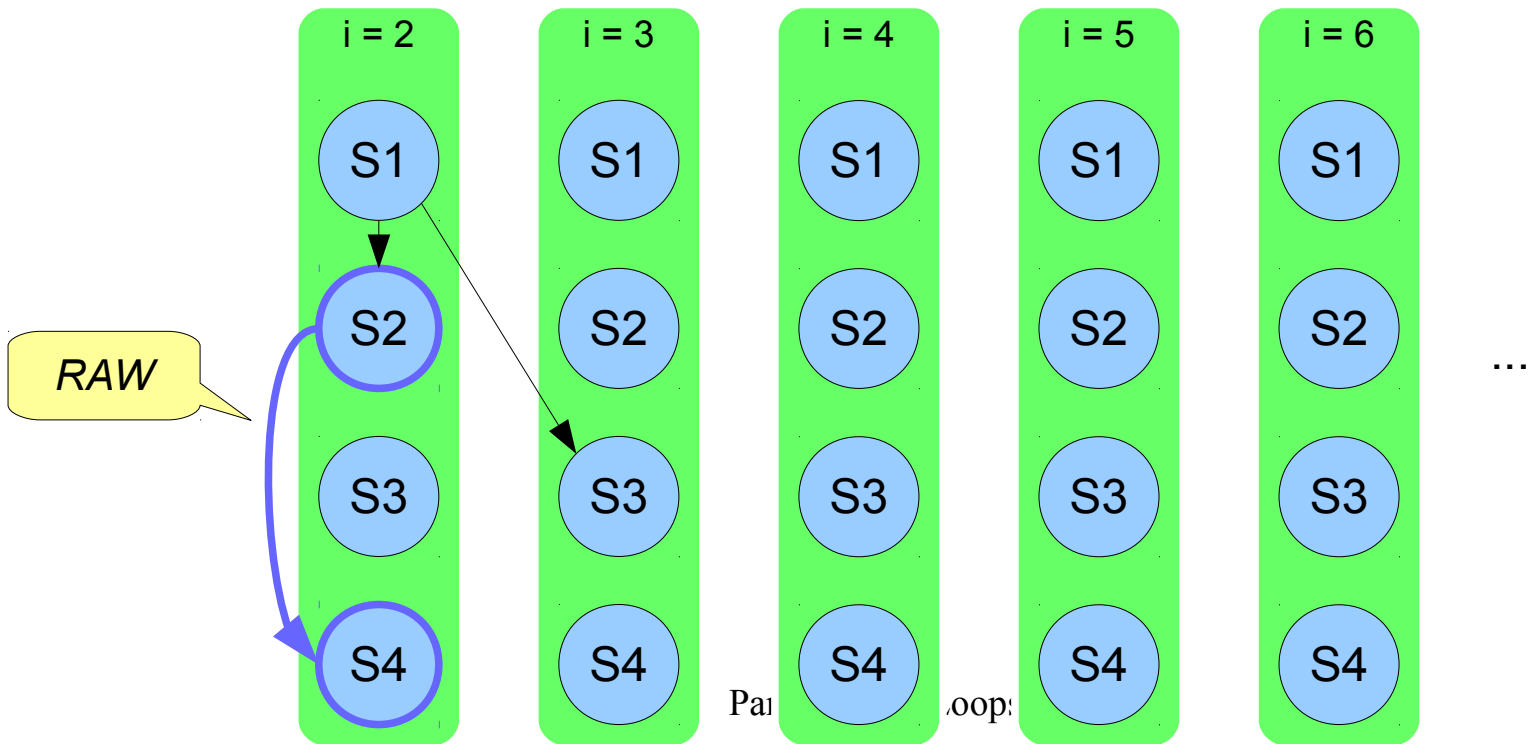 i = 2 i = 3 i = 4 i = 5 i = 6
S1 S1 S1 S1 S1
S2 S2 S2 S2 S2
RAW ...
S3 S3 S3 S3 S3
S4 S4 S4 S4 S4